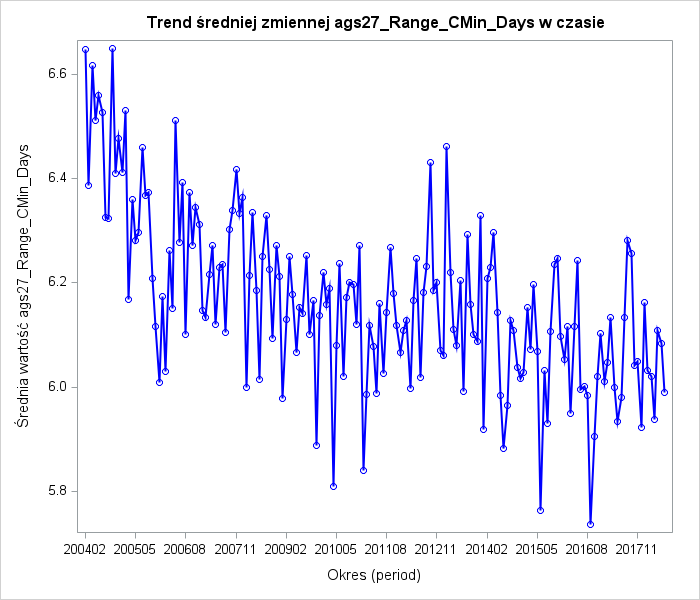 Trend średniej zmiennej ags27_Range_CMin_Days w czasie
Średnia wartość ags27_Range_CMin_Days
6.6
6.4
6.2
6.0
5.8
200402 200505 200608 200711 200902 201005 201108 201211 201402 201505 201608 201711
Okres (period)